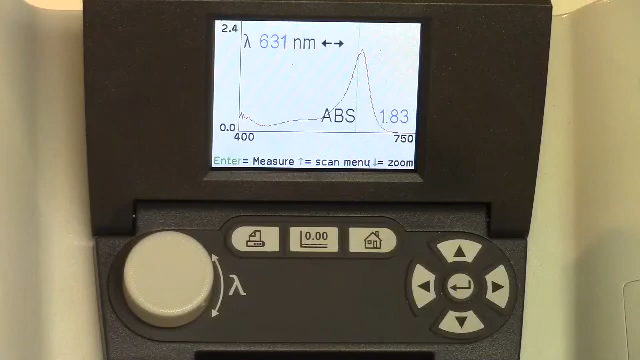 2.4
λ 631 nm ←→
ABS 1.83
0.0
400 750
Enter= Measure ↑= scan menu ↓= zoom
0.00
λ